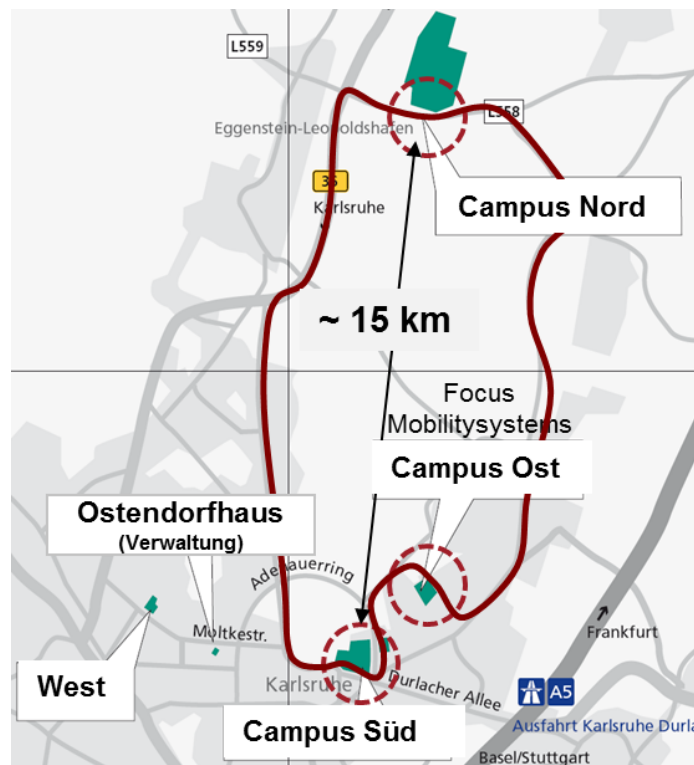 L559
L558
Eggenstein-Leopoldshafen
36
Karlsruhe
Campus Nord
~ 15 km
Focus
Mobilitysystems
Campus Ost
Ostendorfhaus
(Verwaltung)
Adenauerring
Moltkestr.
Frankfurt
West
Karlsruhe
Durlacher Allee
A5
Campus Süd
Ausfahrt Karlsruhe Durla
Basel/Stuttgart